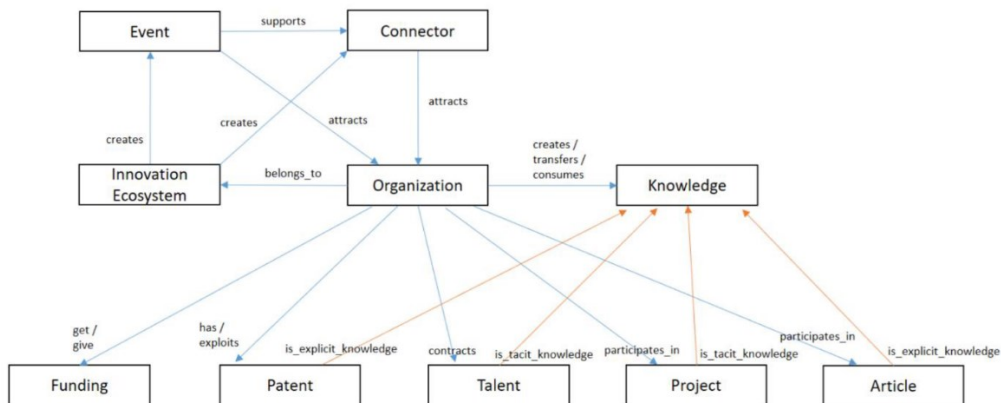 supports
Event
Connector
creates
creates
attracts
attracts
creates /
transfers /
consumes
Innovation
Ecosystem
belongs_to
Organization
Knowledge
get /
give
has /
exploits
is_explicit_knowledge
contracts
is_tacit_knowledge
participates_in
is_tacit_knowledge
participates_in
is_explicit_knowledge
Funding
Patent
Talent
Project
Article